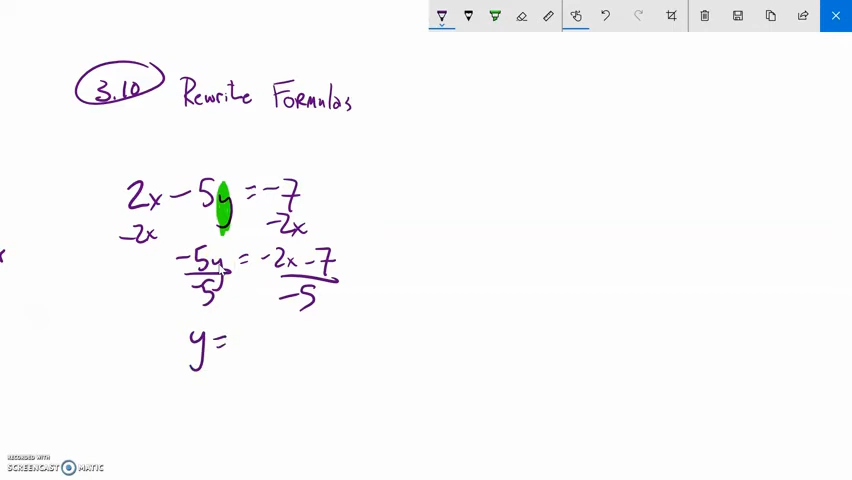 3.10 Rewrite Formulas
2x - 5y = -7
-2x -2x
-5y = -2x - 7
-5 -5
y =
RECORDED WITH
SCREENCAST MATIC